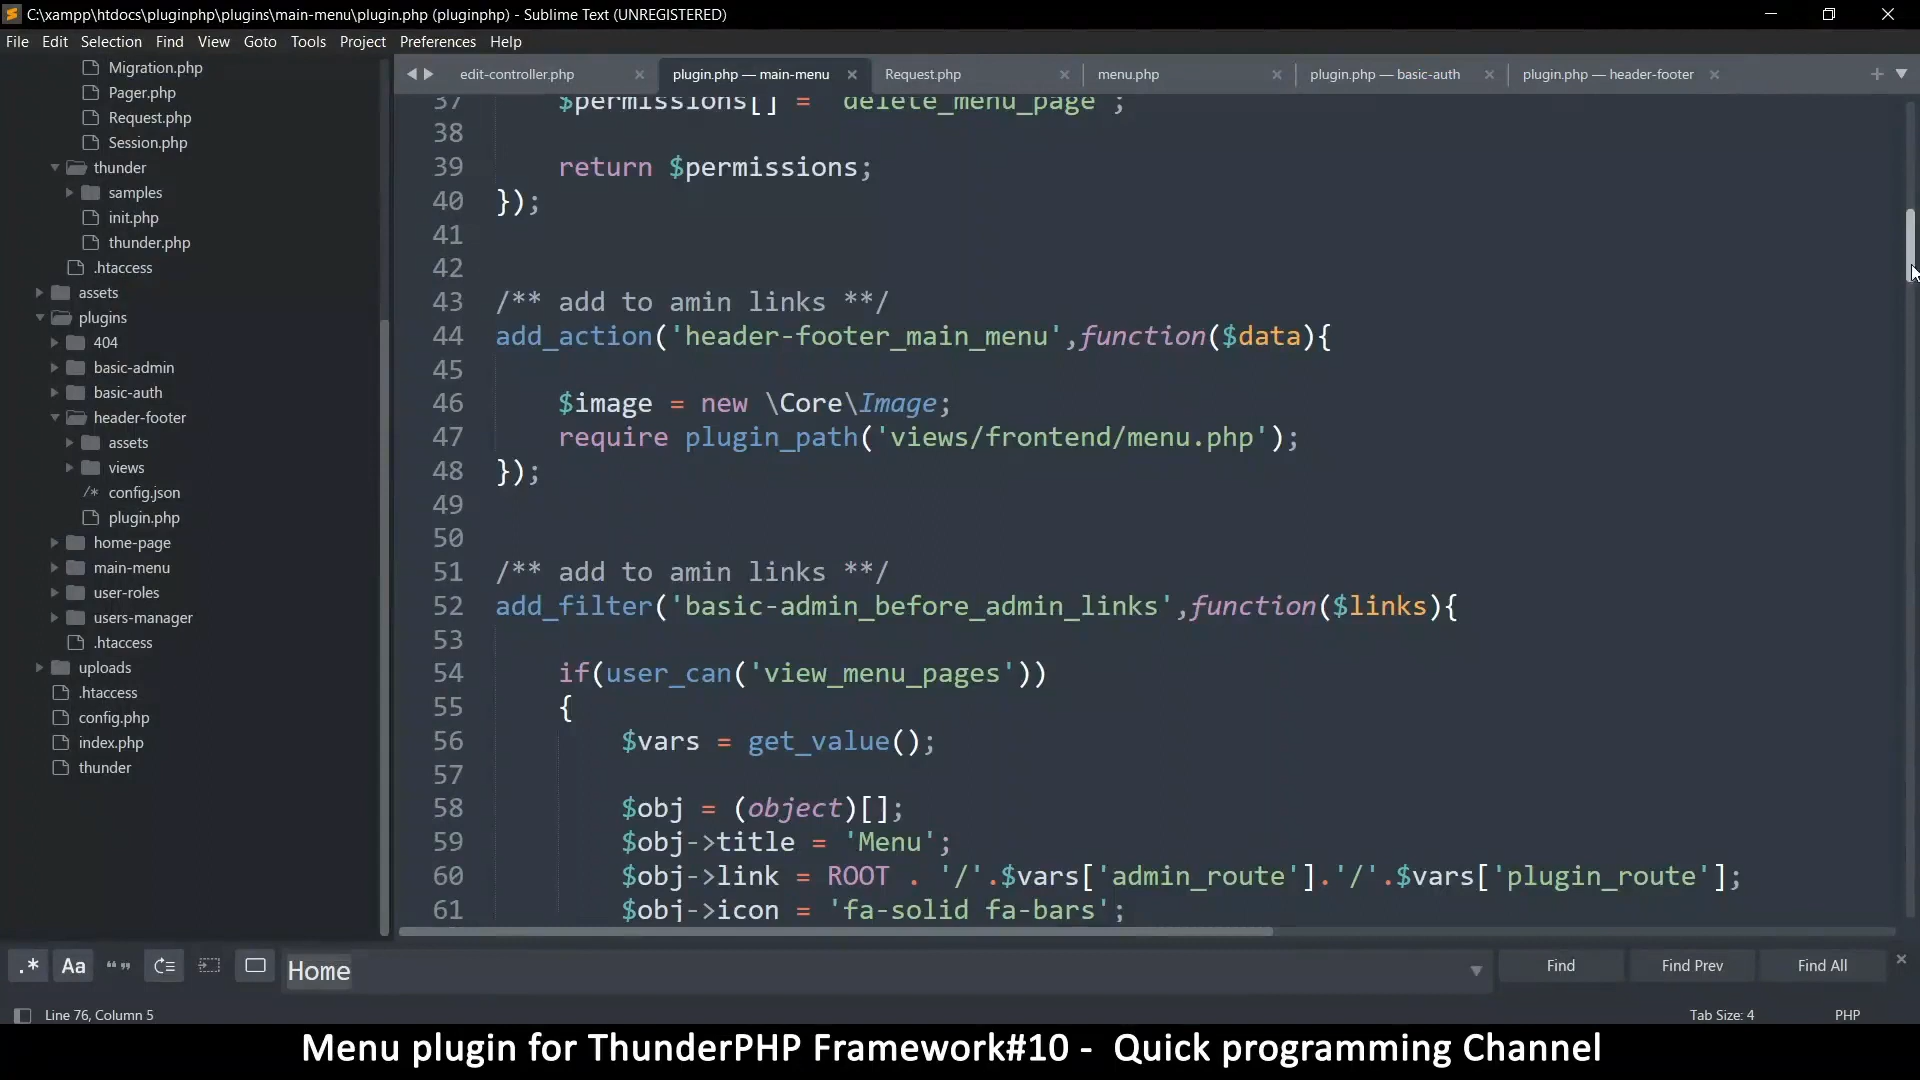 C:\xampp\htdocs\pluginphp\plugins\main-menu\plugin.php (pluginphp) - Sublime Text (UNREGISTERED)
File Edit Selection Find View Goto Tools Project Preferences Help
Migration.php
Pager.php
Request.php
Session.php
thunder
samples
init.php
thunder.php
.htaccess
assets
plugins
404
basic-admin
basic-auth
header-footer
assets
views
/* config.json
plugin.php
home-page
main-menu
user-roles
users-manager
.htaccess
uploads
.htaccess
config.php
index.php
thunder
edit-controller.php × plugin.php — main-menu × Request.php × menu.php × plugin.php — basic-auth × plugin.php — header-footer ×
37 $permissions[] = 'delete_menu_page';
38
39 return $permissions;
40 });
41
42
43 /** add to amin links **/
44 add_action('header-footer_main_menu',function($data){
45
46 $image = new \Core\Image;
47 require plugin_path('views/frontend/menu.php');
48 });
49
50
51 /** add to amin links **/
52 add_filter('basic-admin_before_admin_links',function($links){
53
54 if(user_can('view_menu_pages'))
55 {
56 $vars = get_value();
57
58 $obj = (object)[];
59 $obj->title = 'Menu';
60 $obj->link = ROOT . '/'.$vars['admin_route'].'/'.$vars['plugin_route'];
61 $obj->icon = 'fa-solid fa-bars';
.* Aa “” Home Find Find Prev Find All ×
Line 76, Column 5 Tab Size: 4 PHP
Menu plugin for ThunderPHP Framework#10 - Quick programming Channel